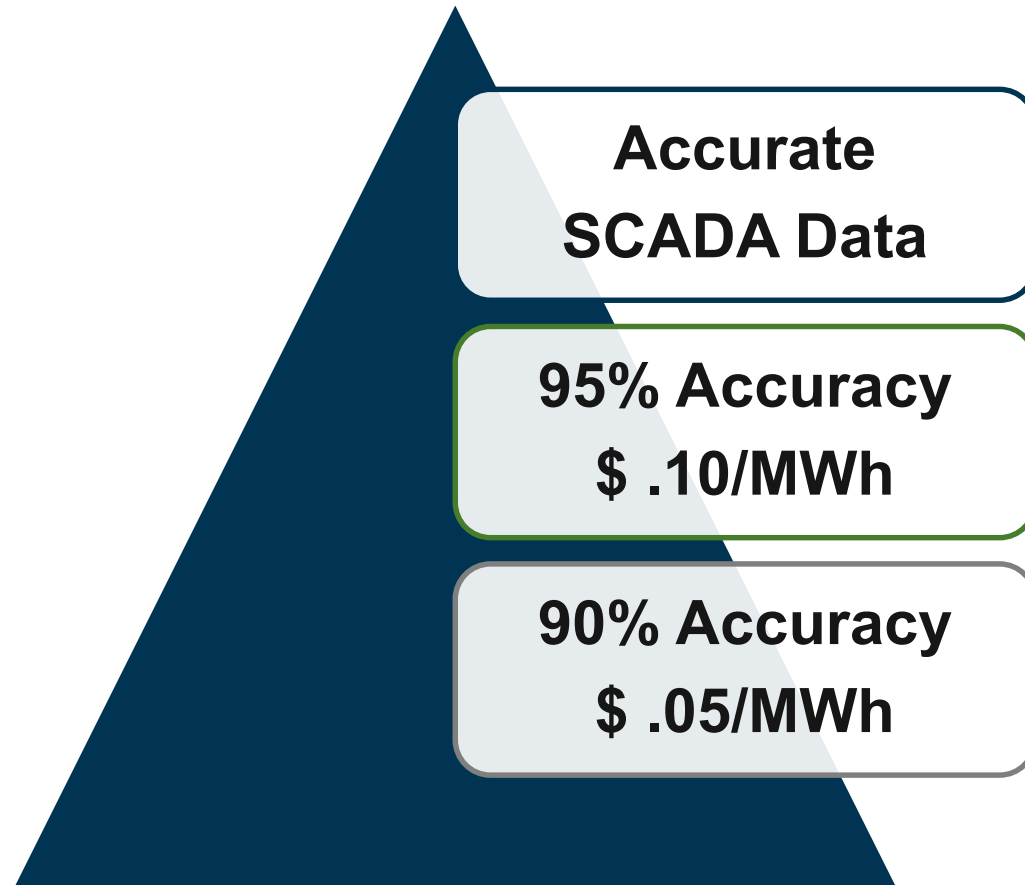 Accurate
SCADA Data
95% Accuracy
$ .10/MWh
90% Accuracy
$ .05/MWh